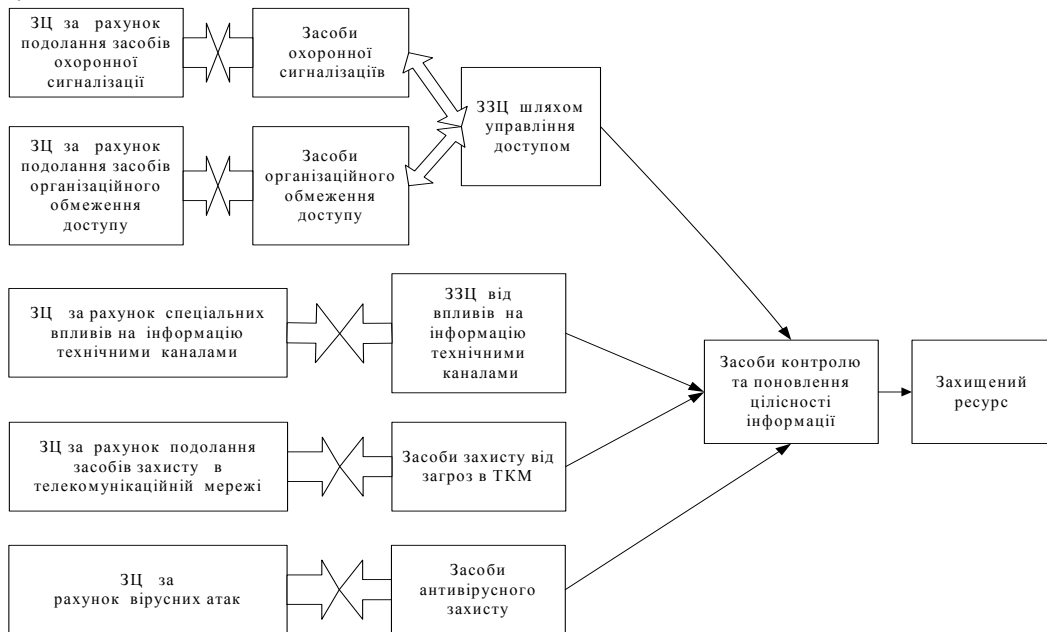 ЗЦ за рахунок
подолання засобів
охоронної
сигналізації
Засоби
охоронної
сигналізаціїв
ЗЗЦ шляхом
управління
доступом
ЗЦ за рахунок
подолання засобів
організаційного
обмеження
доступу
Засоби
організаційного
обмеження
доступу
ЗЦ за рахунок спеціальних
впливів на інформацію
технічними каналами
ЗЗЦ від
впливів на
інформацію
технічними
каналами
Засоби контролю
та поновлення
цілісності
інформації
Захищений
ресурс
ЗЦ за рахунок подолання
засобів захисту в
телекомунікаційній мережі
Засоби захисту від
загроз в ТКМ
ЗЦ за
рахунок вірусних атак
Засоби
антивірусного
захисту